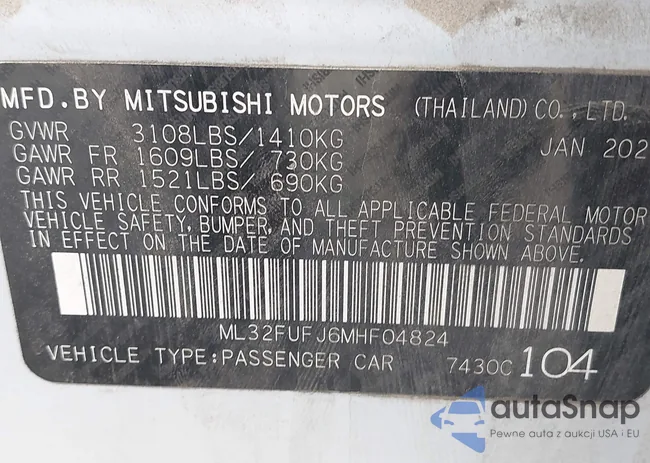 MFD. BY MITSUBISHI MOTORS (THAILAND) CO., LTD.
GVWR 3108LBS/1410KG JAN 202
GAWR FR 1609LBS/ 730KG
GAWR RR 1521LBS/ 690KG
THIS VEHICLE CONFORMS TO ALL APPLICABLE FEDERAL MOTOR
VEHICLE SAFETY, BUMPER, AND THEFT PREVENTION STANDARDS
IN EFFECT ON THE DATE OF MANUFACTURE SHOWN ABOVE.
ML32FUFJ6MHF04824
VEHICLE TYPE:PASSENGER CAR 7430C 104
autaSnap
Pewne auta z aukcji USA i EU